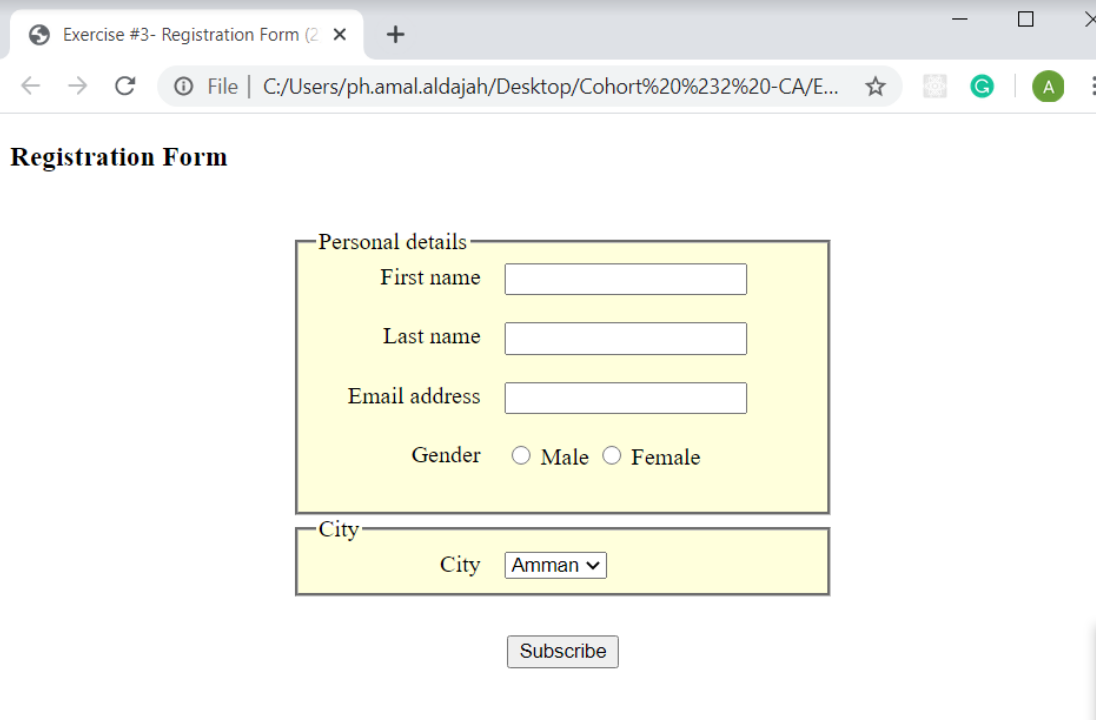 Exercise #3- Registration Form (2
File | C:/Users/ph.amal.aldajah/Desktop/Cohort%20%232%20-CA/E... A
Registration Form
Personal details
First name
Last name
Email address
Gender Male Female
City
City Amman
Subscribe